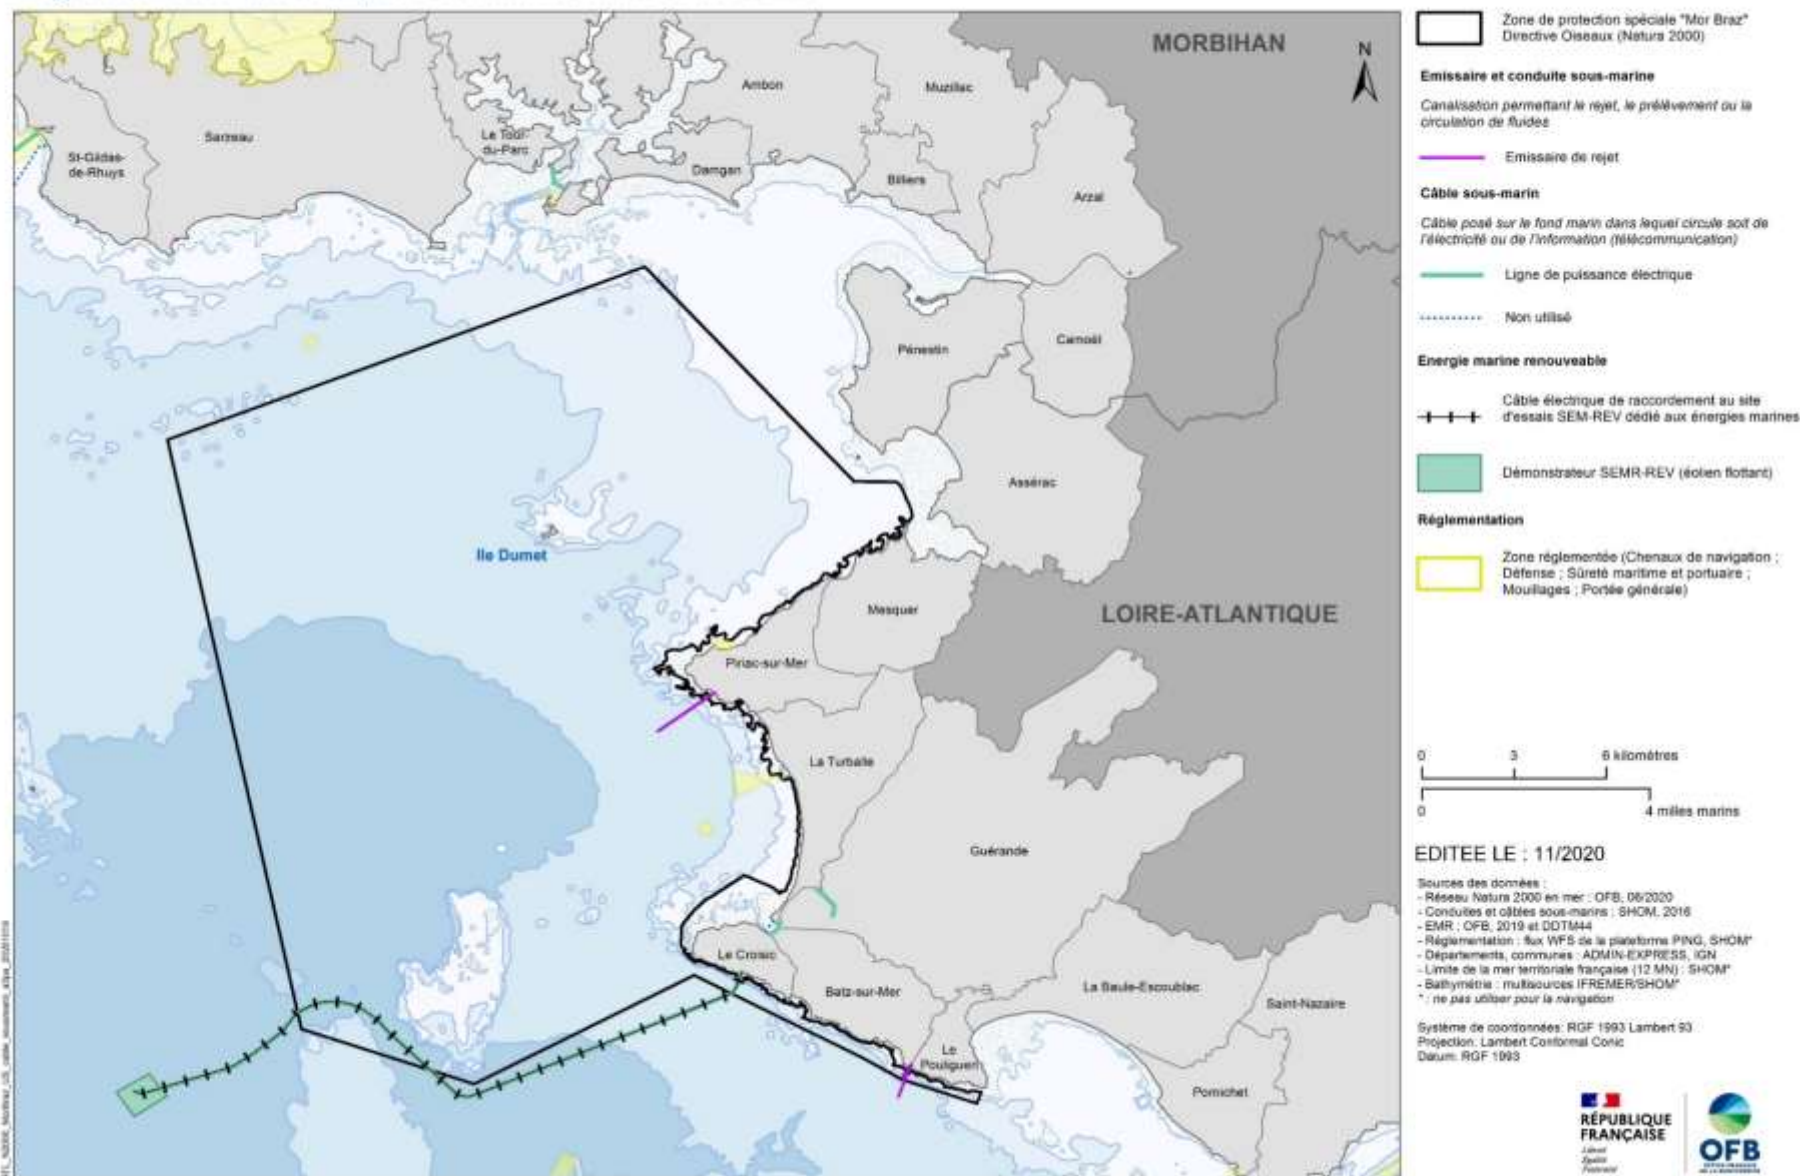 MORBIHAN
N
Ambon
Muzillac
Sarzeau
Le Tour-
du-Parc
St-Gildas-
de-Rhuys
Damgan
Billiers
Arzal
Pénestin
Camoël
Assérac
Ile Dumet
Mesquer
LOIRE-ATLANTIQUE
Piriac-sur-Mer
La Turballe
Guérande
Le Croisic
Batz-sur-Mer
La Baule-Escoublac
Saint-Nazaire
Le
Pouliguen
Pornichet
Zone de protection spéciale "Mor Braz"
Directive Oiseaux (Natura 2000)
Emissaire et conduite sous-marine
Canalisation permettant le rejet, le prélèvement ou la
circulation de fluides
Emissaire de rejet
Câble sous-marin
Câble posé sur le fond marin dans lequel circule soit de
l'électricité ou de l'information (télécommunication)
Ligne de puissance électrique
Non utilisé
Energie marine renouveable
Câble électrique de raccordement au site
d'essais SEM-REV dédié aux énergies marines
Démonstrateur SEMR-REV (éolien flottant)
Réglementation
Zone réglementée (Chenaux de navigation ;
Défense ; Sûreté maritime et portuaire ;
Mouillages ; Portée générale)
0 3 6 kilomètres
0 4 milles marins
EDITEE LE : 11/2020
Sources des données :
- Réseau Natura 2000 en mer : OFB, 06/2020
- Conduites et câbles sous-marins : SHOM, 2016
- EMR : OFB, 2019 et DDTM44
- Réglementation : flux WFS de la plateforme PING, SHOM*
- Départements, communes : ADMIN-EXPRESS, IGN
- Limite de la mer territoriale française (12 MN) : SHOM*
- Bathymétrie : multisources IFREMER/SHOM*
* : ne pas utiliser pour la navigation
Système de coordonnées: RGF 1993 Lambert 93
Projection: Lambert Conformal Conic
Datum: RGF 1993
RÉPUBLIQUE
FRANÇAISE
Liberté
Égalité
Fraternité
OFB